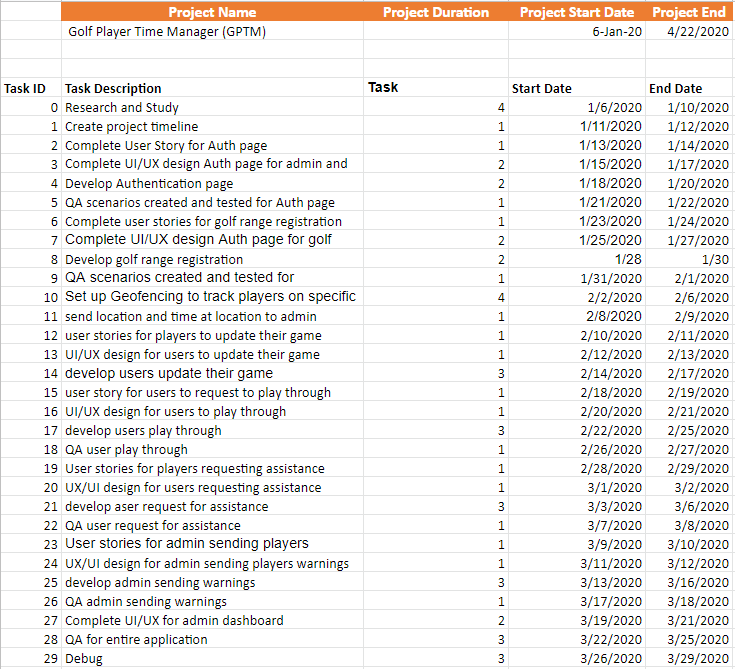 Project Name Project Duration Project Start Date Project End
Golf Player Time Manager (GPTM) 6-Jan-20 4/22/2020
Task ID Task Description Task Start Date End Date
0 Research and Study 4 1/6/2020 1/10/2020
1 Create project timeline 1 1/11/2020 1/12/2020
2 Complete User Story for Auth page 1 1/13/2020 1/14/2020
3 Complete UI/UX design Auth page for admin and 2 1/15/2020 1/17/2020
4 Develop Authentication page 2 1/18/2020 1/20/2020
5 QA scenarios created and tested for Auth page 1 1/21/2020 1/22/2020
6 Complete user stories for golf range registration 1 1/23/2020 1/24/2020
7 Complete UI/UX design Auth page for golf 2 1/25/2020 1/27/2020
8 Develop golf range registration 2 1/28 1/30
9 QA scenarios created and tested for 1 1/31/2020 2/1/2020
10 Set up Geofencing to track players on specific 4 2/2/2020 2/6/2020
11 send location and time at location to admin 1 2/8/2020 2/9/2020
12 user stories for players to update their game 1 2/10/2020 2/11/2020
13 UI/UX design for users to update their game 1 2/12/2020 2/13/2020
14 develop users update their game 3 2/14/2020 2/17/2020
15 user story for users to request to play through 1 2/18/2020 2/19/2020
16 UI/UX design for users to play through 1 2/20/2020 2/21/2020
17 develop users play through 3 2/22/2020 2/25/2020
18 QA user play through 1 2/26/2020 2/27/2020
19 User stories for players requesting assistance 1 2/28/2020 2/29/2020
20 UX/UI design for users requesting assistance 1 3/1/2020 3/2/2020
21 develop aser request for assistance 3 3/3/2020 3/6/2020
22 QA user request for assistance 1 3/7/2020 3/8/2020
23 User stories for admin sending players 1 3/9/2020 3/10/2020
24 UX/UI design for admin sending players warnings 1 3/11/2020 3/12/2020
25 develop admin sending warnings 3 3/13/2020 3/16/2020
26 QA admin sending warnings 1 3/17/2020 3/18/2020
27 Complete UI/UX for admin dashboard 2 3/19/2020 3/21/2020
28 QA for entire application 3 3/22/2020 3/25/2020
29 Debug 3 3/26/2020 3/29/2020